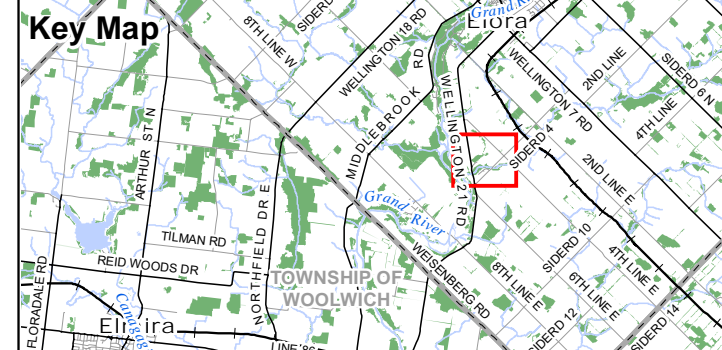 Key Map
SIDERD
8TH LINE W
WELLINGTON 18 RD
Grand
Elora
MIDDLEBROOK RD
WELLINGTON 7 RD
2ND LINE
SIDERD 6 N
4TH LINE
WELLINGTON 21 RD
SIDERD 4
2ND LINE E
ARTHUR ST N
Grand River
TILMAN RD
REID WOODS DR
NORTHFIELD DR E
TOWNSHIP OF
WOOLWICH
WEISENBERG RD
SIDERD 10
4TH LINE E
8TH LINE E
6TH LINE E
FLORADALE RD
Elmira
LINE 86
SIDERD 12
SIDERD 14